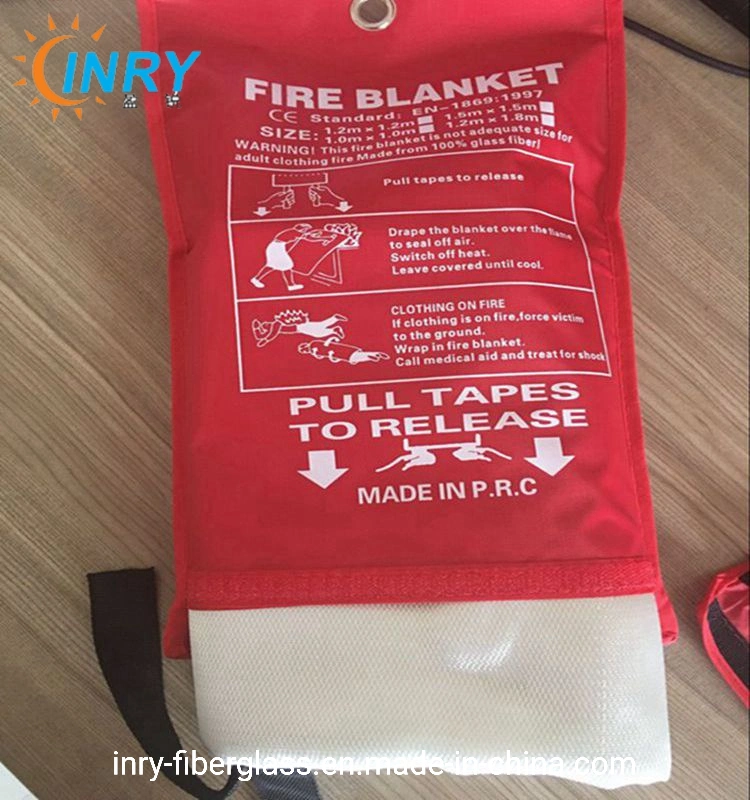 INRY
FIRE BLANKET
CE Standard: EN-1869:1997
SIZE: 1.2m×1.2m 1.5m×1.5m
1.0m×1.0m 1.2m×1.8m
WARNING! This fire blanket is not adequate size for
adult clothing fire Made from 100% glass fiber!
Pull tapes to release
Drape the blanket over the flame
to seal off air.
Switch off heat.
Leave covered until cool.
CLOTHING ON FIRE
If clothing is on fire,force victim
to the ground.
Wrap in fire blanket.
Call medical aid and treat for shock
PULL TAPES
TO RELEASE
MADE IN P.R.C
inry-fiberglass.en.made-in-china.com